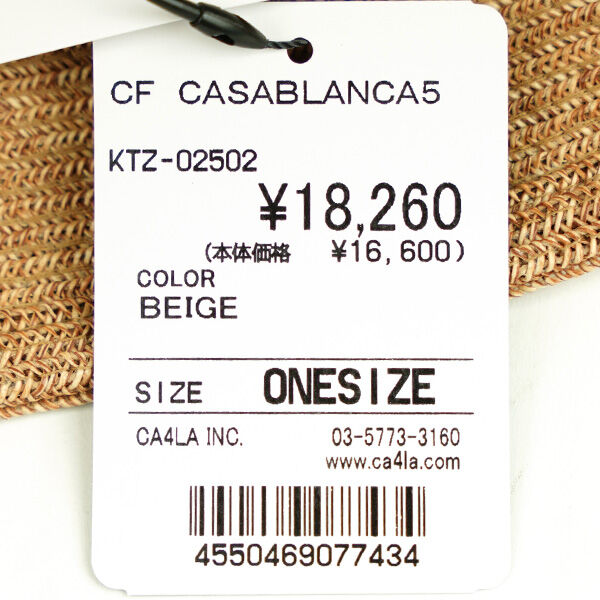 CF CASABLANCA5
KTZ-02502
¥18,260
(本体価格 ¥16,600)
COLOR
BEIGE
SIZE ONESIZE
CA4LA INC. 03-5773-3160
www.ca4la.com
4550469077434